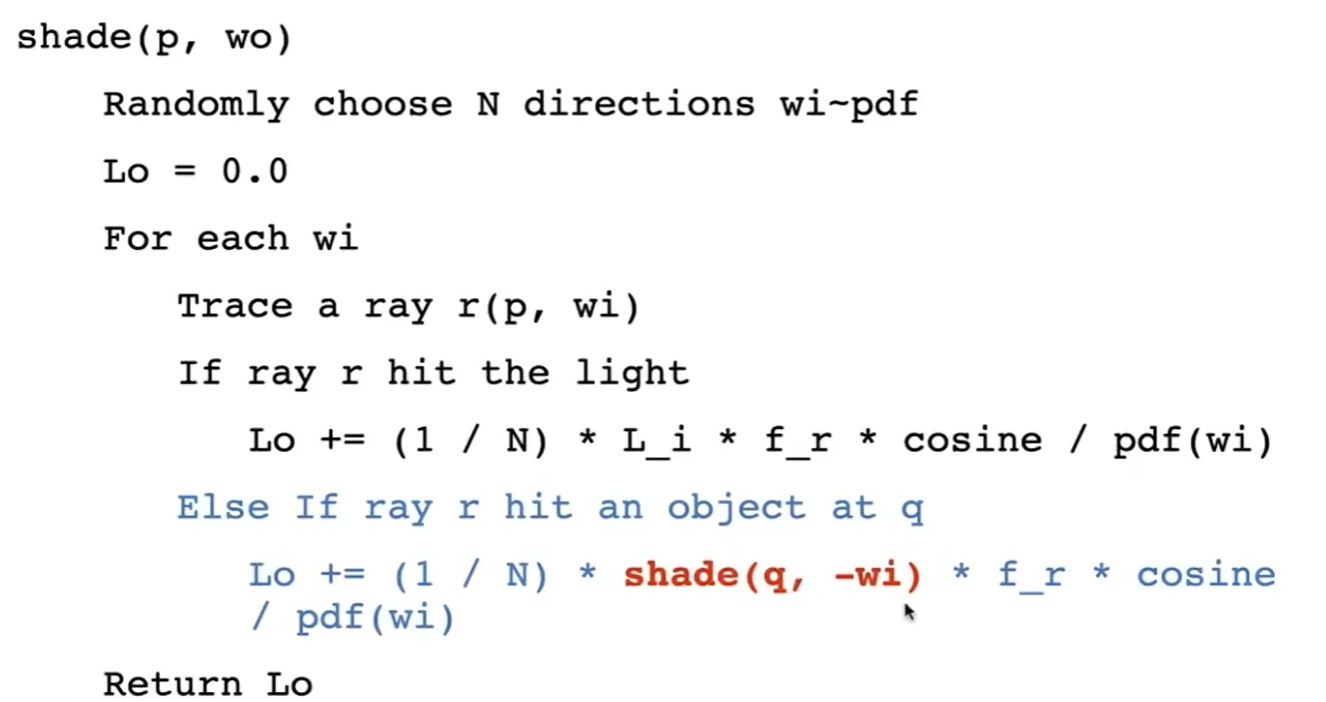 shade(p, wo)
Randomly choose N directions wi~pdf
Lo = 0.0
For each wi
Trace a ray r(p, wi)
If ray r hit the light
Lo += (1 / N) * L_i * f_r * cosine / pdf(wi)
Else If ray r hit an object at q
Lo += (1 / N) * shade(q, -wi) * f_r * cosine
/ pdf(wi)
Return Lo